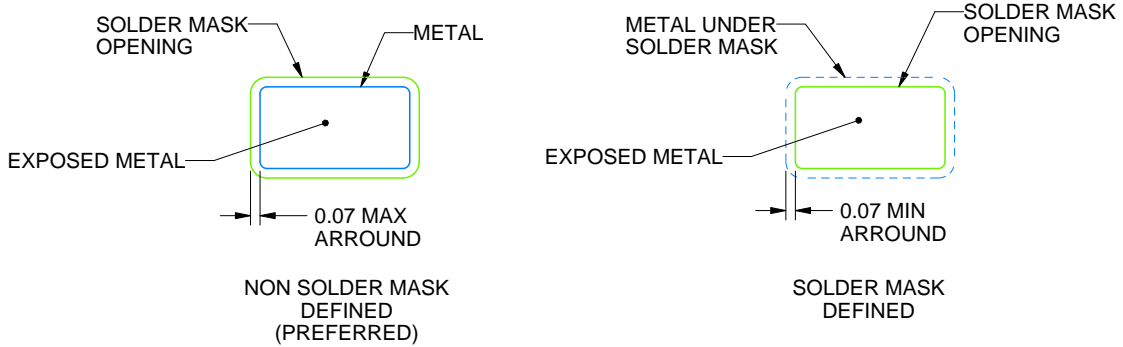 SOLDER MASK
OPENING
METAL
EXPOSED METAL
0.07 MAX
ARROUND
NON SOLDER MASK
DEFINED
(PREFERRED)
METAL UNDER
SOLDER MASK
SOLDER MASK
OPENING
EXPOSED METAL
0.07 MIN
ARROUND
SOLDER MASK
DEFINED